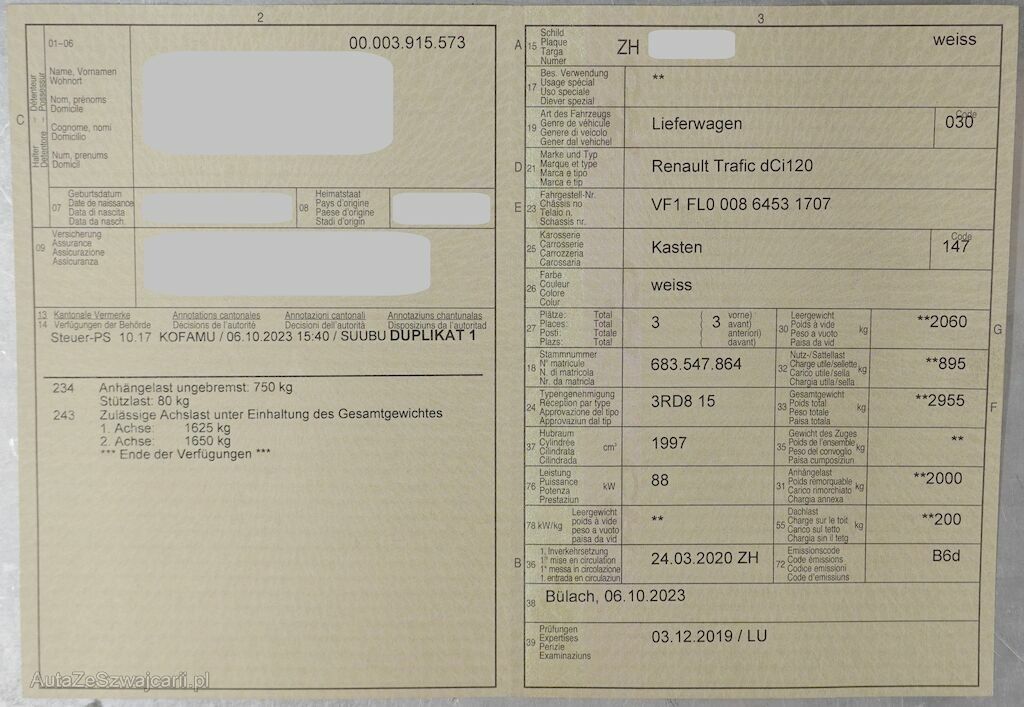 2
01–06
00.003.915.573
C
Halter Détenteur
Detentore Possessur
Name, Vornamen
Wohnort
Nom, prénoms
Domicile
Cognome, nomi
Domicilio
Num, prenums
Domicil
07
Geburtsdatum
Date de naissance
Data di nascita
Data da nasch.
08
Heimatstaat
Pays d'origine
Paese d'origine
Stadi d'origin
09
Versicherung
Assurance
Assicurazione
Assicuranza
13 Kantonale Vermerke Annotations cantonales Annotazioni cantonali Annotaziuns chantunalas
14 Verfügungen der Behörde Décisions de l'autorité Decisioni dell'autorità Disposiziuns da l'autoritad
Steuer-PS 10.17 KOFAMU / 06.10.2023 15:40 / SUUBU DUPLIKAT 1
234 Anhängelast ungebremst: 750 kg
Stützlast: 80 kg
243 Zulässige Achslast unter Einhaltung des Gesamtgewichtes
1. Achse: 1625 kg
2. Achse: 1650 kg
*** Ende der Verfügungen ***
AutaZeSzwajcarii.pl
3
A 15
Schild
Plaque
Targa
Numer
ZH
weiss
17
Bes. Verwendung
Usage spécial
Uso speciale
Diever spezial
**
19
Art des Fahrzeugs
Genre de véhicule
Genere di veicolo
Gener dal vehichel
Lieferwagen
Code
030
D 21
Marke und Typ
Marque et type
Marca e tipo
Marca e tip
Renault Trafic dCi120
E 23
Fahrgestell-Nr.
Châssis no
Telaio n.
Schassis nr.
VF1 FL0 008 6453 1707
25
Karosserie
Carrosserie
Carrozzeria
Carossaria
Kasten
Code
147
26
Farbe
Couleur
Colore
Colur
weiss
27
Plätze: Total
Places: Total
Posti: Totale
Plazs: Total
3
( 3 vorne)
( avant)
( anteriori)
( davant)
30
Leergewicht
Poids à vide
Peso a vuoto
Paisa da vid
kg
**2060
G
18
Stammnummer
N° matricule
N. di matricola
Nr. da matricla
683.547.864
32
Nutz-/Sattellast
Charge utile/sellette
Carico utile/sella
Chargia utila/sella
kg
**895
24
Typengenehmigung
Réception par type
Approvazione del tipo
Approvaziun dal tip
3RD8 15
33
Gesamtgewicht
Poids total
Peso totale
Paisa totala
kg
**2955
F
37
Hubraum
Cylindrée
Cilindrata
Cilindrada
cm³
1997
35
Gewicht des Zuges
Poids de l'ensemble
Peso del convoglio
Paisa cumposiziun
kg
**
76
Leistung
Puissance
Potenza
Prestaziun
kW
88
31
Anhängelast
Poids remorquable
Carico rimorchiato
Chargia annexa
kg
**2000
78 kW/kg
Leergewicht
poids à vide
peso a vuoto
paisa da vid
**
55
Dachlast
Charge sur le toit
Carico sul tetto
Chargia sin il tetg
kg
**200
B 36
1. Inverkehrsetzung
1re mise en circulation
1a messa in circolazione
1. entrada en circulaziun
24.03.2020 ZH
72
Emissionscode
Code émissions
Codice emissioni
Code d'emissiuns
B6d
38
Bülach, 06.10.2023
39
Prüfungen
Expertises
Perizie
Examinaziuns
03.12.2019 / LU